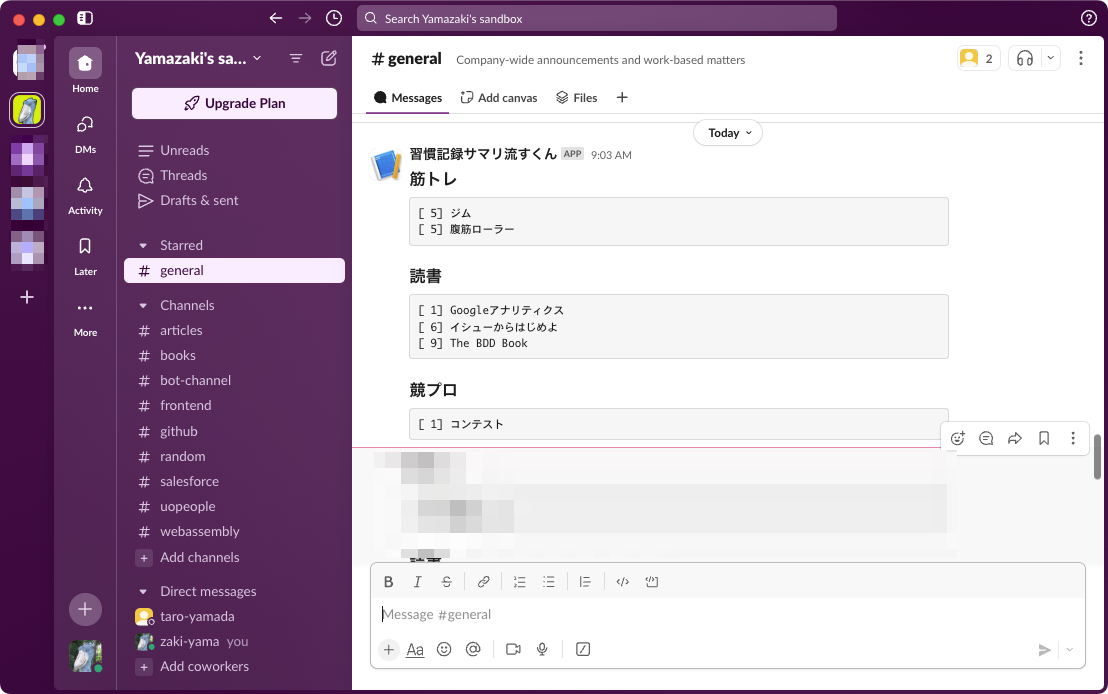 Search Yamazaki's sandbox
Home
DMs
Activity
Later
More
Yamazaki's sa...
Upgrade Plan
Unreads
Threads
Drafts & sent
Starred
# general
Channels
# articles
# books
# bot-channel
# frontend
# github
# random
# salesforce
# uopeople
# webassembly
+ Add channels
Direct messages
taro-yamada
zaki-yama you
+ Add coworkers
# general
Company-wide announcements and work-based matters
2
Messages
Add canvas
Files
Today
習慣記録サマリ流すくん APP 9:03 AM
筋トレ
[ 5] ジム
[ 5] 腹筋ローラー
読書
[ 1] Googleアナリティクス
[ 6] イシューからはじめよ
[ 9] The BDD Book
競プロ
[ 1] コンテスト
B I S
Message #general
Aa